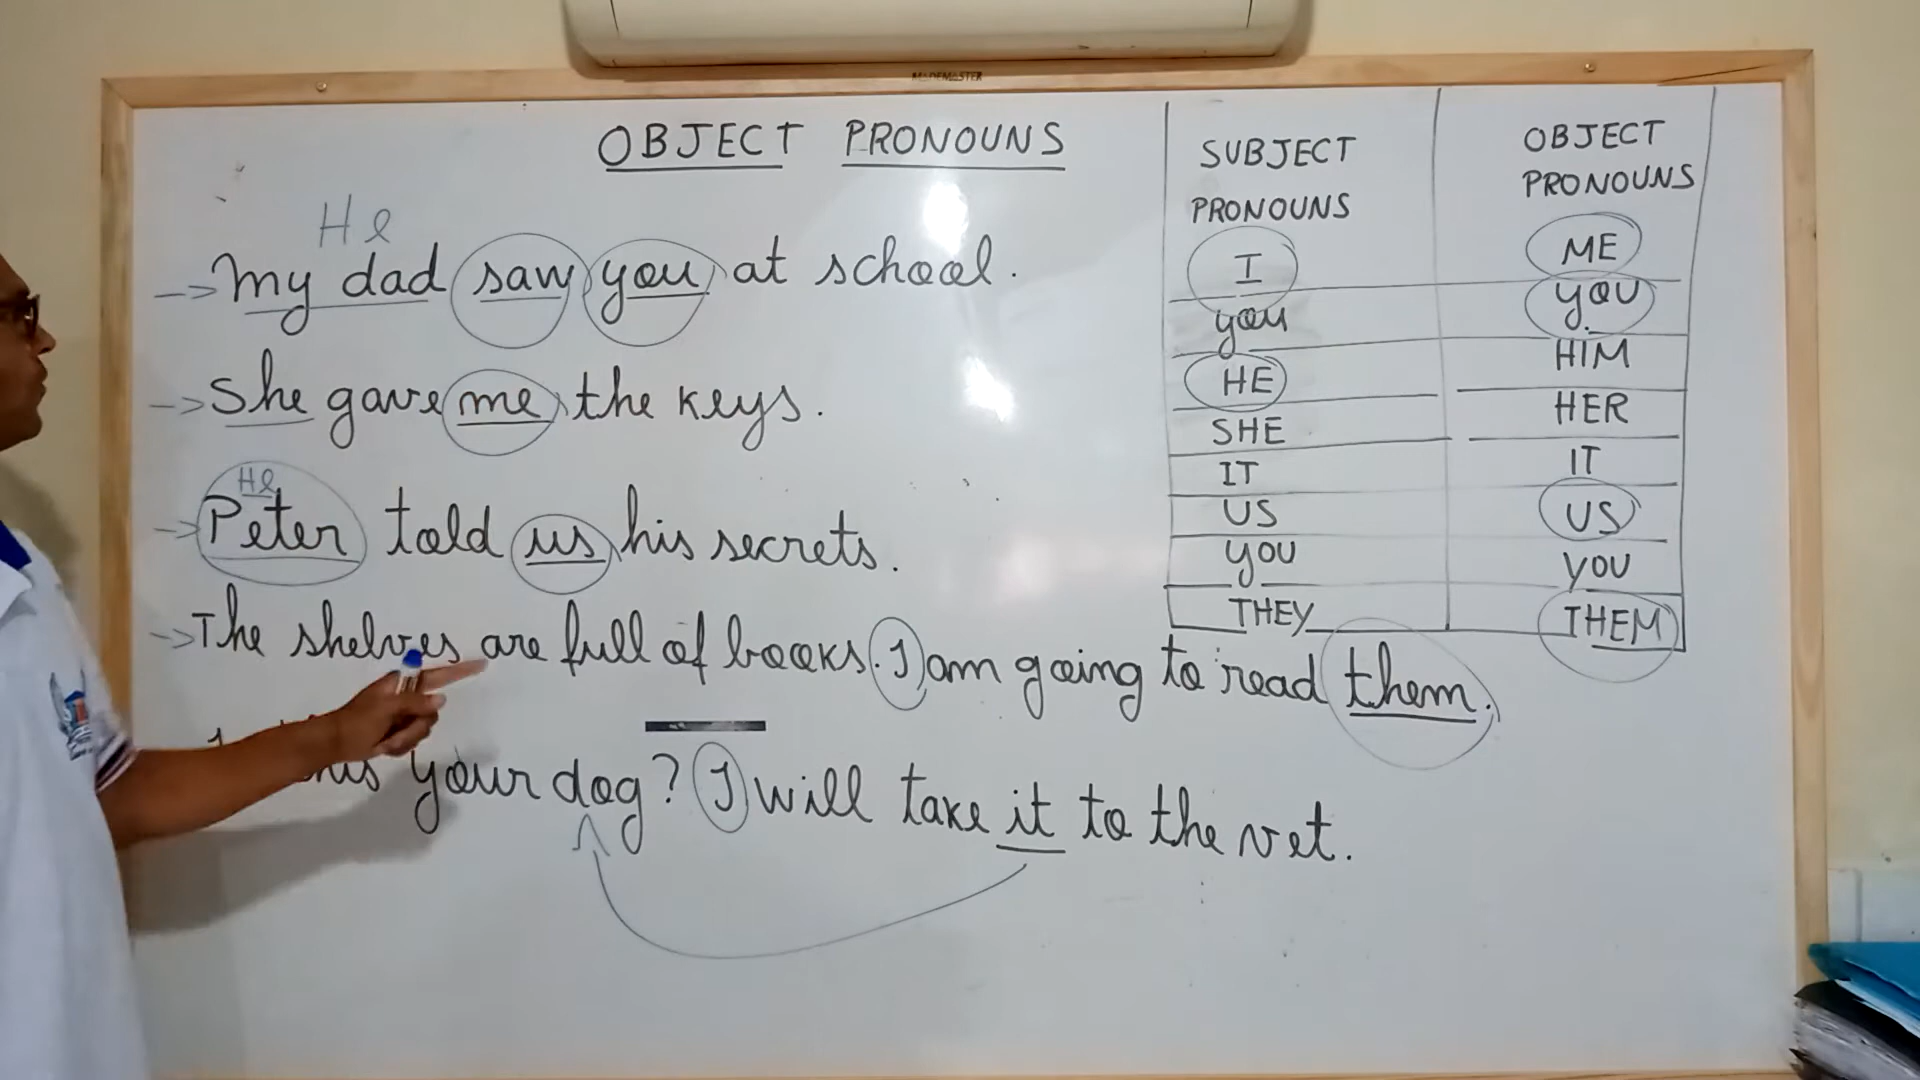 MADEMASTER
OBJECT PRONOUNS
He
My dad saw you at school.
She gave me the keys.
He
Peter told us his secrets.
The shelves are full of books. I am going to read them.
your dog? I will take it to the vet.
SUBJECT PRONOUNS
OBJECT PRONOUNS
I ME
you you
HE HIM
SHE HER
IT IT
US US
you YOU
THEY THEM